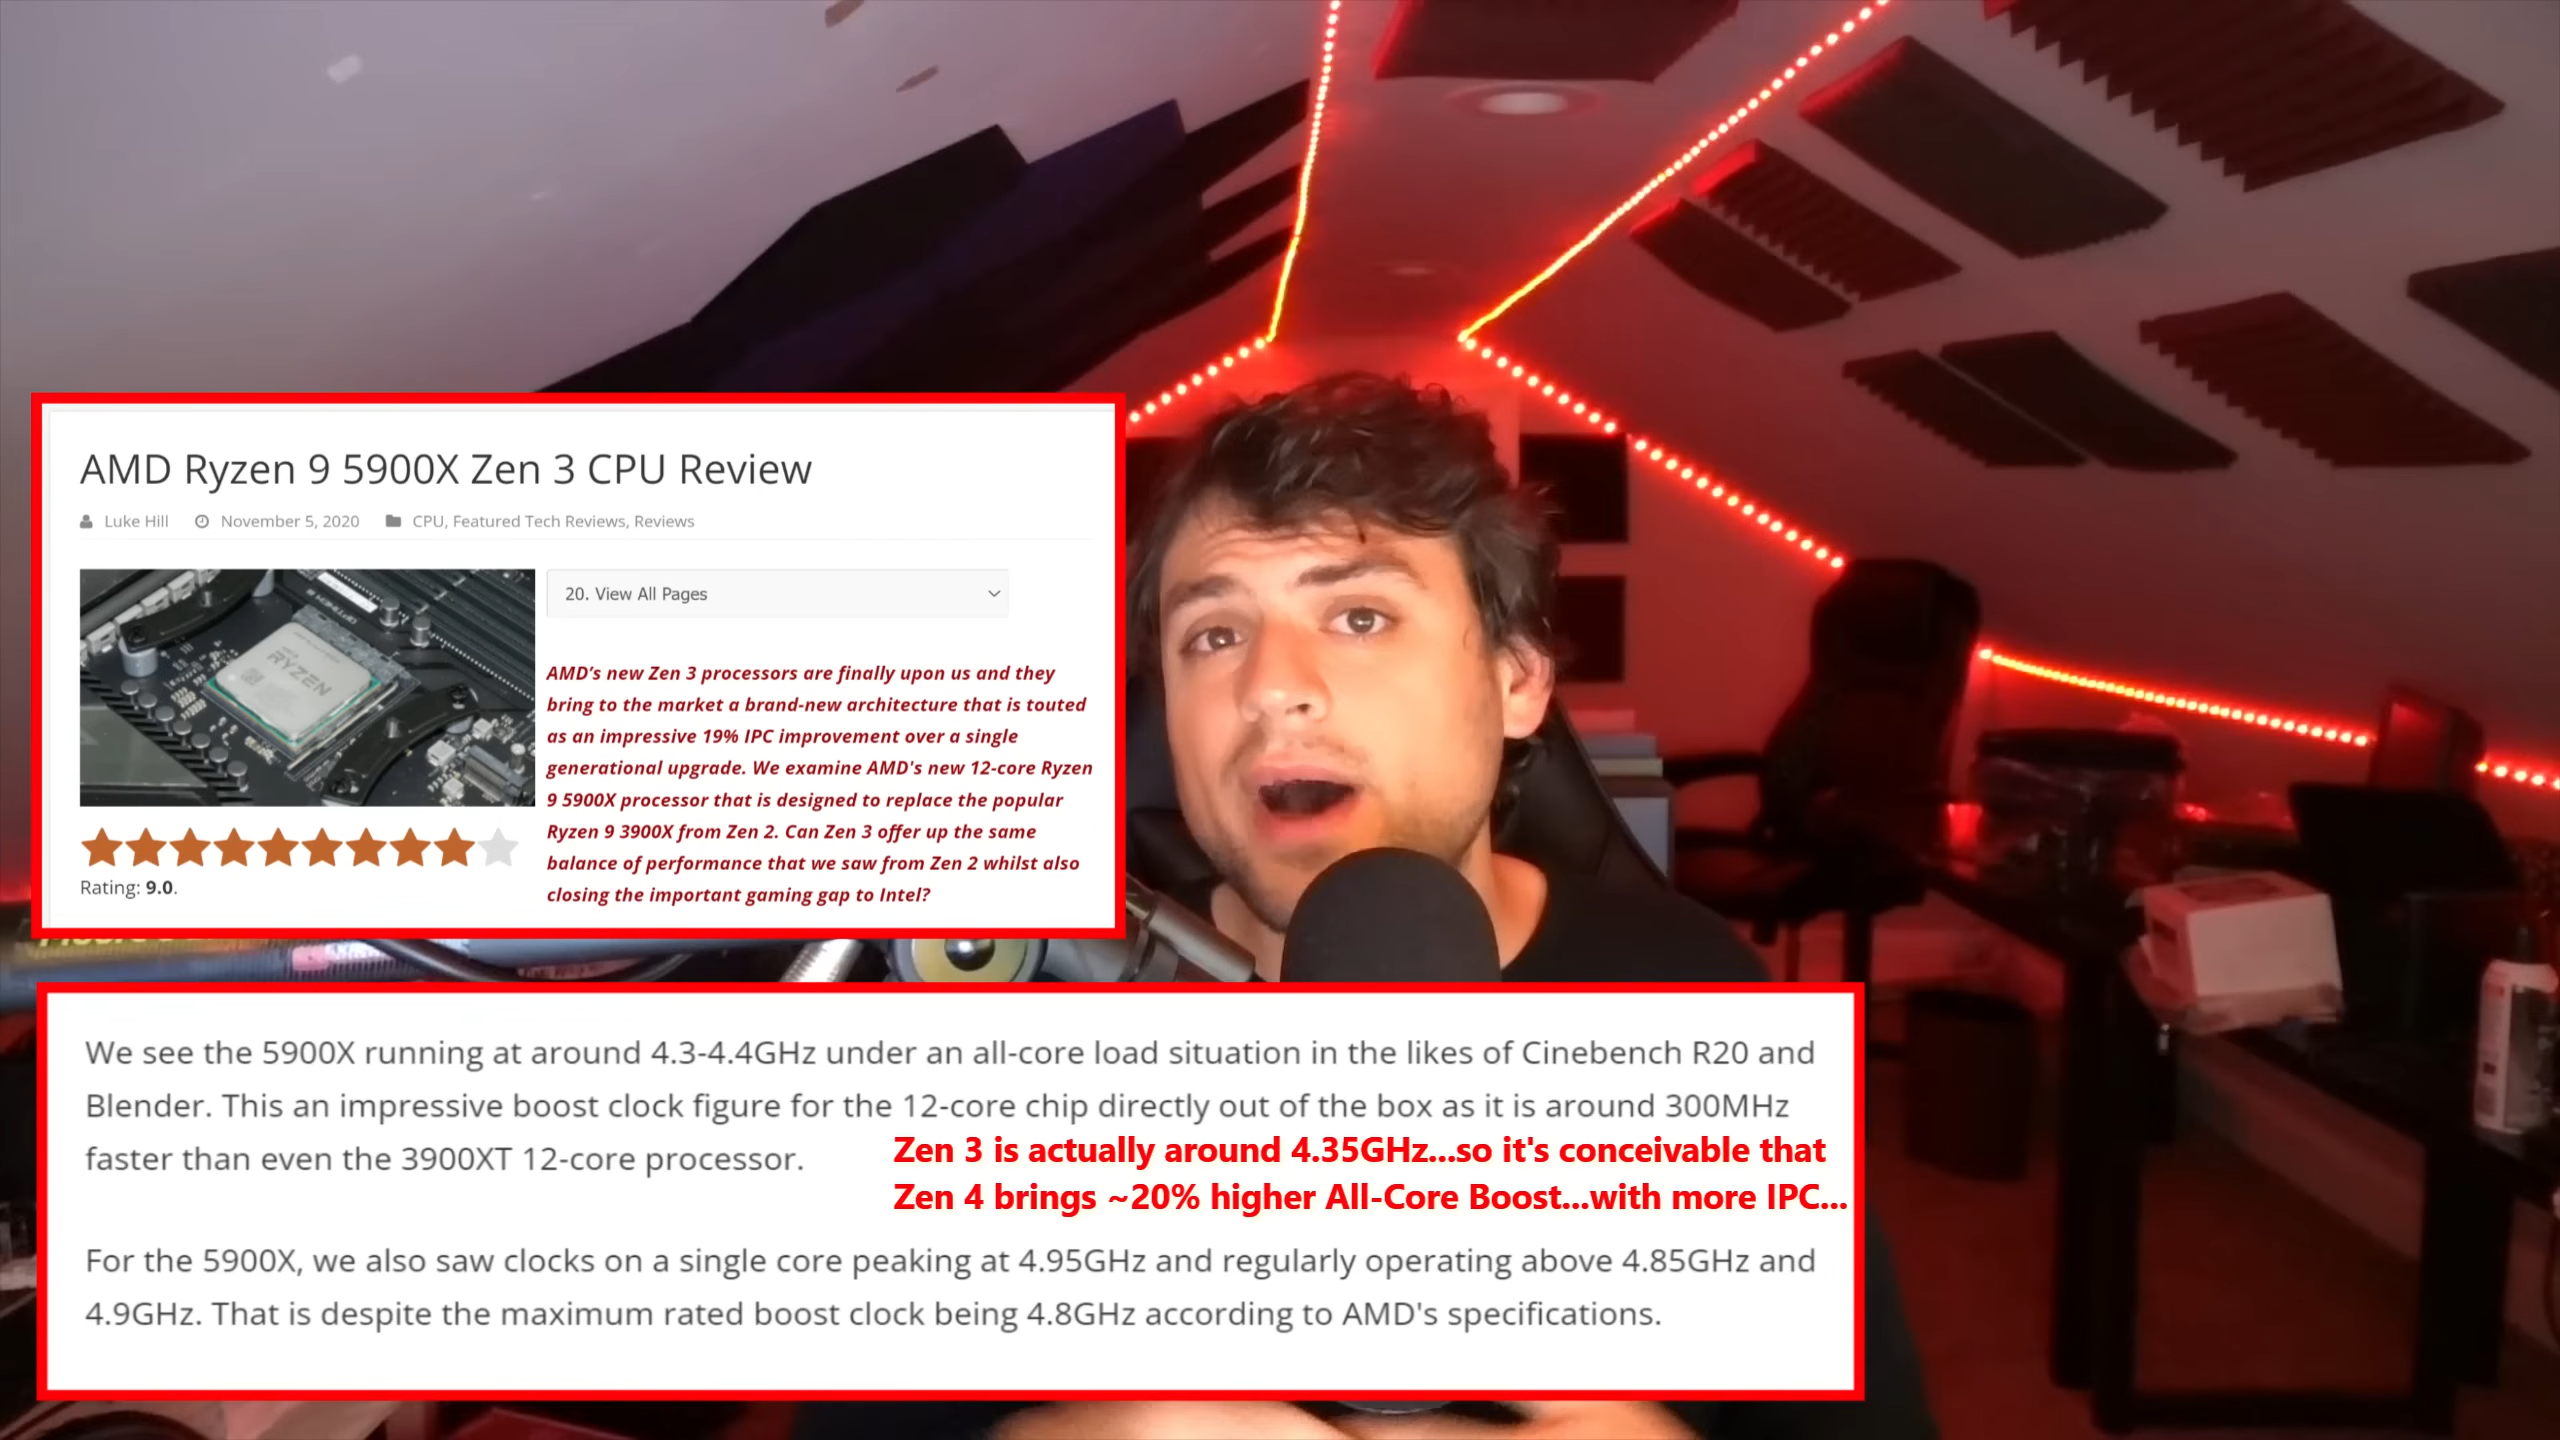 AMD Ryzen 9 5900X Zen 3 CPU Review
Luke Hill November 5, 2020 CPU, Featured Tech Reviews, Reviews
20. View All Pages
RYZEN
AMD's new Zen 3 processors are finally upon us and they
bring to the market a brand-new architecture that is touted
as an impressive 19% IPC improvement over a single
generational upgrade. We examine AMD's new 12-core Ryzen
9 5900X processor that is designed to replace the popular
Ryzen 9 3900X from Zen 2. Can Zen 3 offer up the same
balance of performance that we saw from Zen 2 whilst also
closing the important gaming gap to Intel?
Rating: 9.0.
We see the 5900X running at around 4.3-4.4GHz under an all-core load situation in the likes of Cinebench R20 and
Blender. This an impressive boost clock figure for the 12-core chip directly out of the box as it is around 300MHz
faster than even the 3900XT 12-core processor.
Zen 3 is actually around 4.35GHz...so it's conceivable that
Zen 4 brings ~20% higher All-Core Boost...with more IPC...
For the 5900X, we also saw clocks on a single core peaking at 4.95GHz and regularly operating above 4.85GHz and
4.9GHz. That is despite the maximum rated boost clock being 4.8GHz according to AMD's specifications.